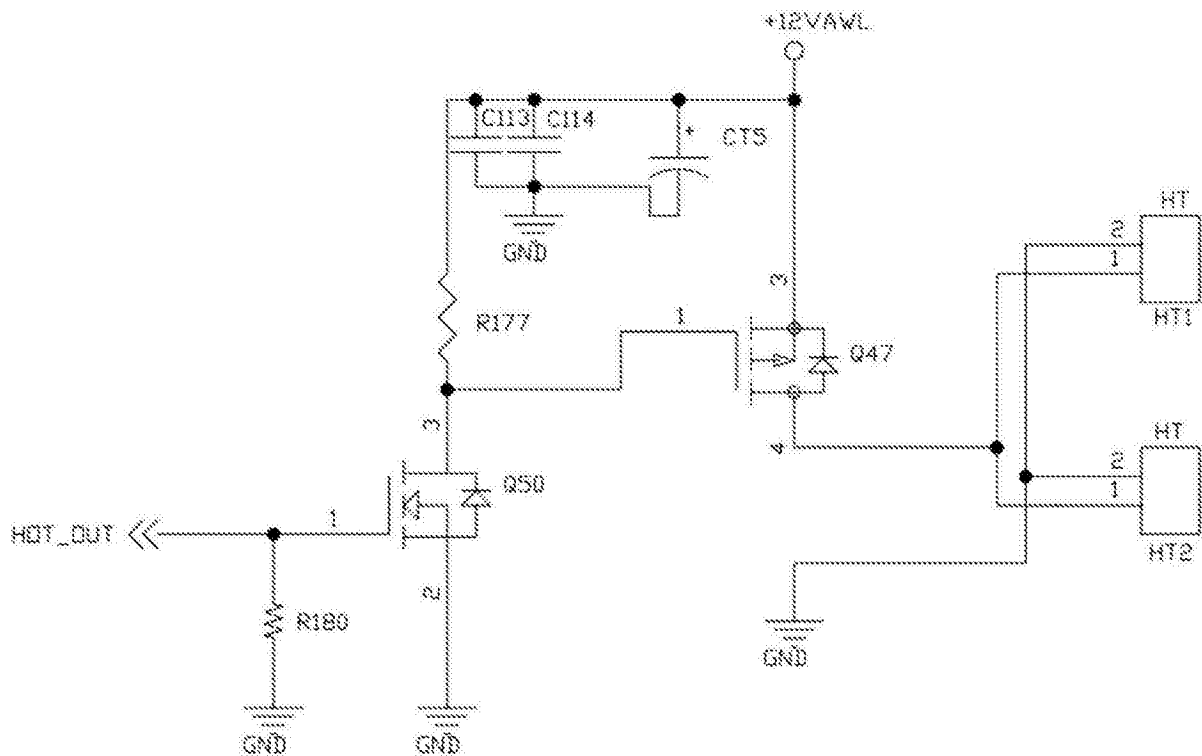 +12VAWL
C113
C114
+
CT5
GND
HT
2
1
HT1
3
R177
1
Q47
3
4
HT
2
1
HT2
Q50
HOT_OUT
1
2
R180
GND
GND
GND